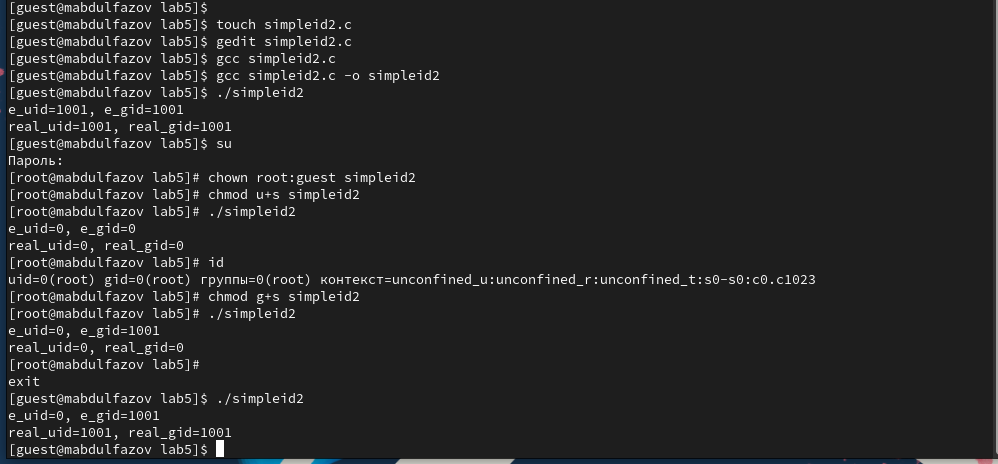 [guest@mabdulfazov lab5]$
[guest@mabdulfazov lab5]$ touch simpleid2.c
[guest@mabdulfazov lab5]$ gedit simpleid2.c
[guest@mabdulfazov lab5]$ gcc simpleid2.c
[guest@mabdulfazov lab5]$ gcc simpleid2.c -o simpleid2
[guest@mabdulfazov lab5]$ ./simpleid2
e_uid=1001, e_gid=1001
real_uid=1001, real_gid=1001
[guest@mabdulfazov lab5]$ su
Пароль:
[root@mabdulfazov lab5]# chown root:guest simpleid2
[root@mabdulfazov lab5]# chmod u+s simpleid2
[root@mabdulfazov lab5]# ./simpleid2
e_uid=0, e_gid=0
real_uid=0, real_gid=0
[root@mabdulfazov lab5]# id
uid=0(root) gid=0(root) группы=0(root) контекст=unconfined_u:unconfined_r:unconfined_t:s0-s0:c0.c1023
[root@mabdulfazov lab5]# chmod g+s simpleid2
[root@mabdulfazov lab5]# ./simpleid2
e_uid=0, e_gid=1001
real_uid=0, real_gid=0
[root@mabdulfazov lab5]#
exit
[guest@mabdulfazov lab5]$ ./simpleid2
e_uid=0, e_gid=1001
real_uid=1001, real_gid=1001
[guest@mabdulfazov lab5]$